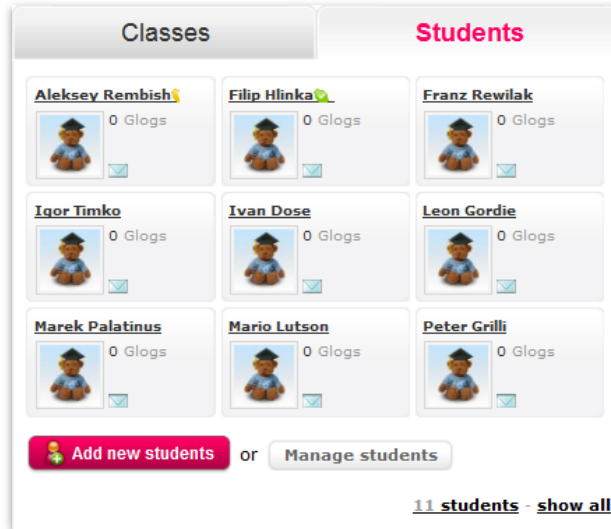 Classes Students
Aleksey Rembish Filip Hlinka Franz Rewilak
0 Glogs 0 Glogs 0 Glogs
Igor Timko Ivan Dose Leon Gordie
0 Glogs 0 Glogs 0 Glogs
Marek Palatinus Mario Lutson Peter Grilli
0 Glogs 0 Glogs 0 Glogs
Add new students or Manage students
11 students - show all